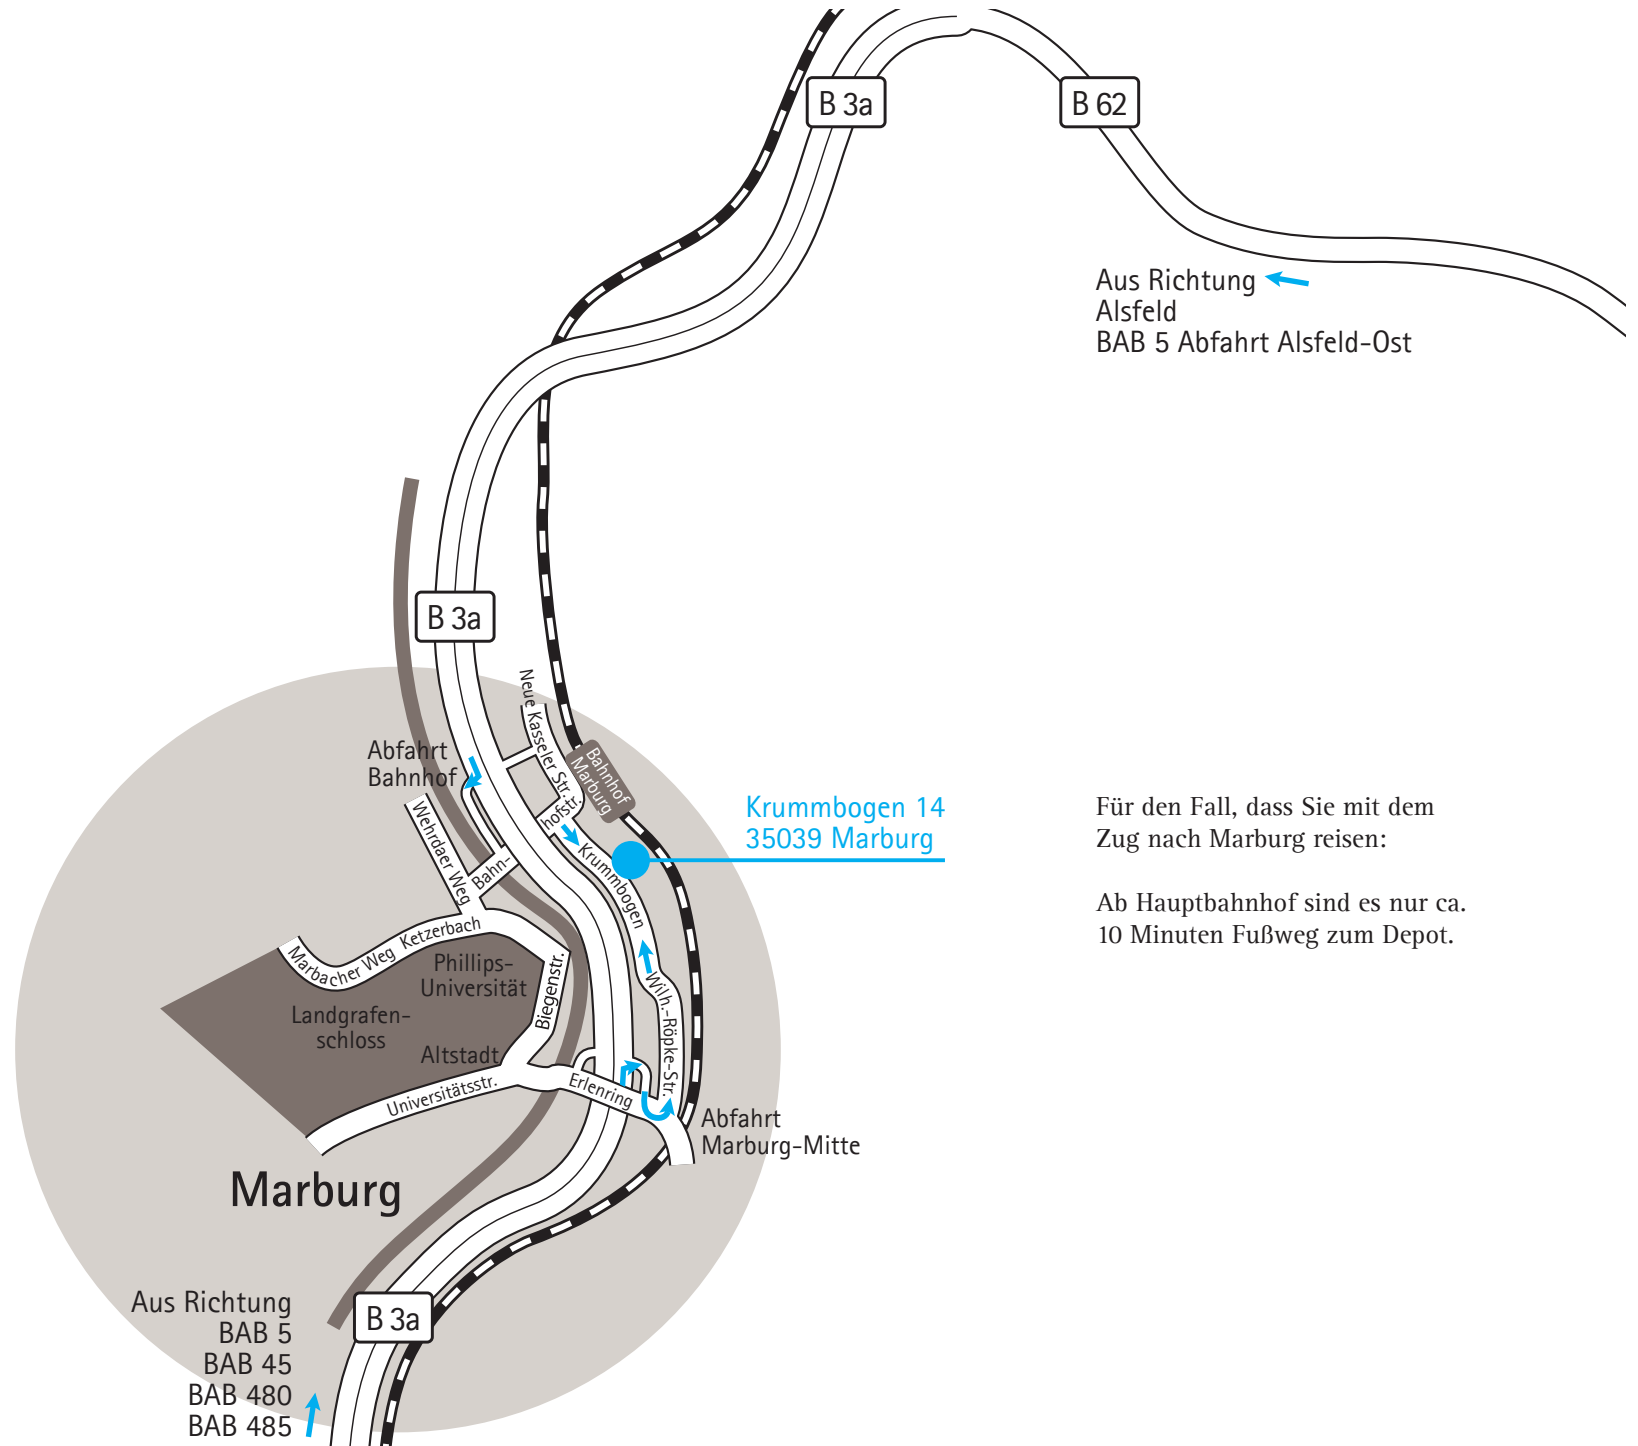 B 3a
B 62
Aus Richtung
Alsfeld
BAB 5 Abfahrt Alsfeld-Ost
B 3a
Neue Kasseler Str.
Abfahrt
Bahnhof
Bahnhof
Marburg
Wehrdaer Weg
Bahn-
hofstr.
Krummbogen
Krummbogen 14
35039 Marburg
Für den Fall, dass Sie mit dem
Zug nach Marburg reisen:
Ab Hauptbahnhof sind es nur ca.
10 Minuten Fußweg zum Depot.
Marbacher Weg
Ketzerbach
Phillips-
Universität
Biegenstr.
Landgrafen-
schloss
Altstadt
Universitätsstr.
Erlenring
Wilh.-Röpke-Str.
Abfahrt
Marburg-Mitte
Marburg
Aus Richtung
BAB 5
BAB 45
BAB 480
BAB 485
B 3a